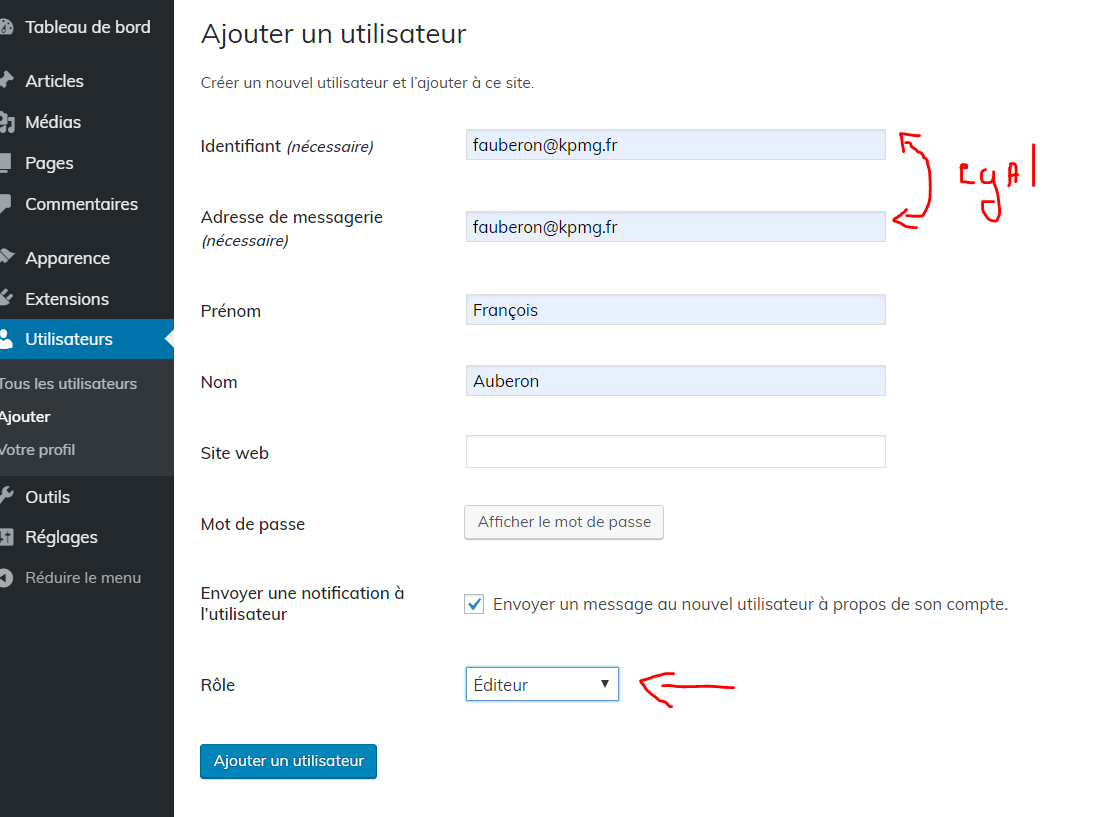 Tableau de bord
Articles
Médias
Pages
Commentaires
Apparence
Extensions
Utilisateurs
Tous les utilisateurs
Ajouter
Votre profil
Outils
Réglages
Réduire le menu
Ajouter un utilisateur
Créer un nouvel utilisateur et l’ajouter à ce site.
Identifiant (nécessaire)
fauberon@kpmg.fr
EgAl
Adresse de messagerie
(nécessaire)
fauberon@kpmg.fr
Prénom
François
Nom
Auberon
Site web
Mot de passe
Afficher le mot de passe
Envoyer une notification à
l’utilisateur
Envoyer un message au nouvel utilisateur à propos de son compte.
Rôle
Éditeur
Ajouter un utilisateur